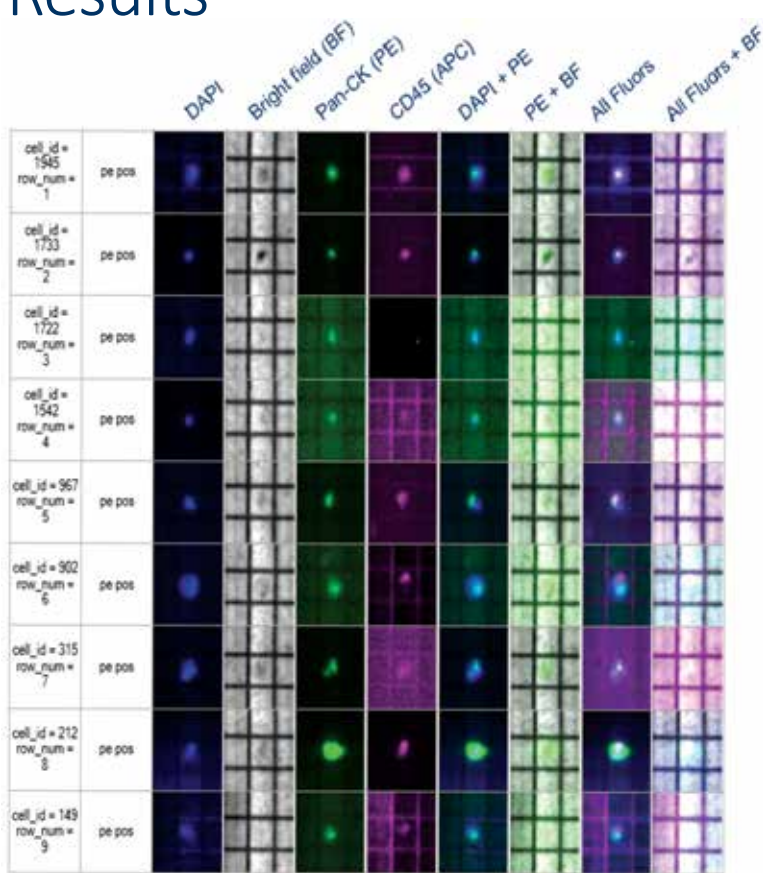 Results
DAPI
Bright field (BF)
Pan-CK (PE)
CD45 (APC)
DAPI + PE
PE + BF
All Fluors
All Fluors + BF
cell_id =
1945
row_num =
1
pe pos
cell_id =
1733
row_num =
2
pe pos
cell_id =
1722
row_num =
3
pe pos
cell_id =
1542
row_num =
4
pe pos
cell_id = 967
row_num =
5
pe pos
cell_id = 902
row_num =
6
pe pos
cell_id = 315
row_num =
7
pe pos
cell_id = 212
row_num =
8
pe pos
cell_id = 149
row_num =
9
pe pos